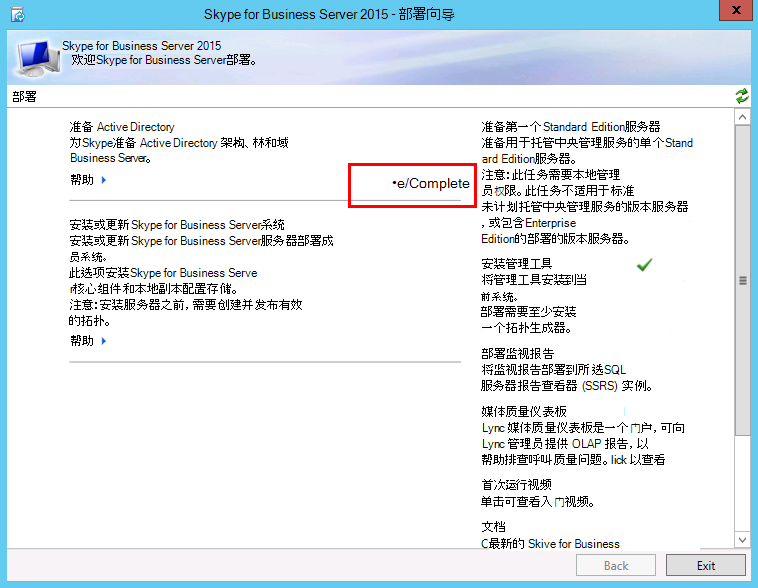 Skype for Business Server 2015 - 部署向导
x
Skype for Business Server 2015
欢迎Skype for Business Server部署。
部署
准备 Active Directory
为Skype准备 Active Directory 架构、林和域
Business Server。
帮助
•e/Complete
安装或更新 Skype for Business Server系统
安装或更新 Skype for Business Server服务器部署成
员系统。
此选项安装Skype for Business Serve
r核心组件和本地副本配置存储。
注意: 安装服务器之前, 需要创建并发布有效
的拓扑。
帮助
准备第一个 Standard Edition服务器
准备用于托管中央管理服务的单个Stand
ard Edition服务器。
注意: 此任务需要本地管理
员权限。此任务不适用于标准
未计划托管中央管理服务的版本服务器
, 或包含Enterprise
Edition的部署的版本服务器。
安装管理工具
将管理工具安装到当
前系统。
部署需要至少安装
一个拓扑生成器。
部署监视报告
将监视报告部署到所选SQL
服务器报告查看器 (SSRS) 实例。
媒体质量仪表板
Lync 媒体质量仪表板是一个门户, 可向
Lync 管理员提供 OLAP 报告, 以
帮助排查呼叫质量问题。lick 以查看
首次运行视频
单击可查看入门视频。
文档
C最新的 Skive for Business
Back
Exit